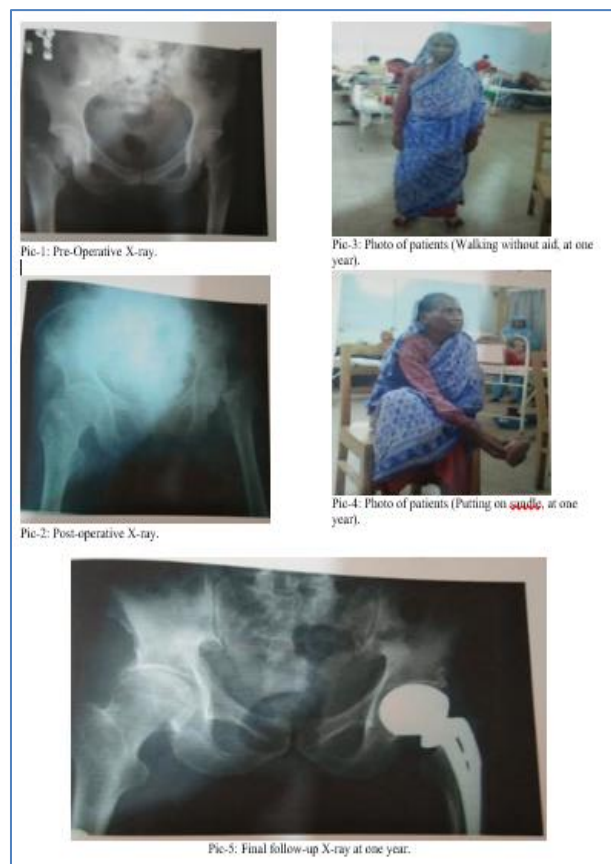 Pic-1: Pre-Operative X-ray.
Pic-3: Photo of patients (Walking without aid, at one
year).
Pic-2: Post-operative X-ray.
Pic-4: Photo of patients (Putting on at one
year).
Pic-5: Final follow-up X-ray at one year.